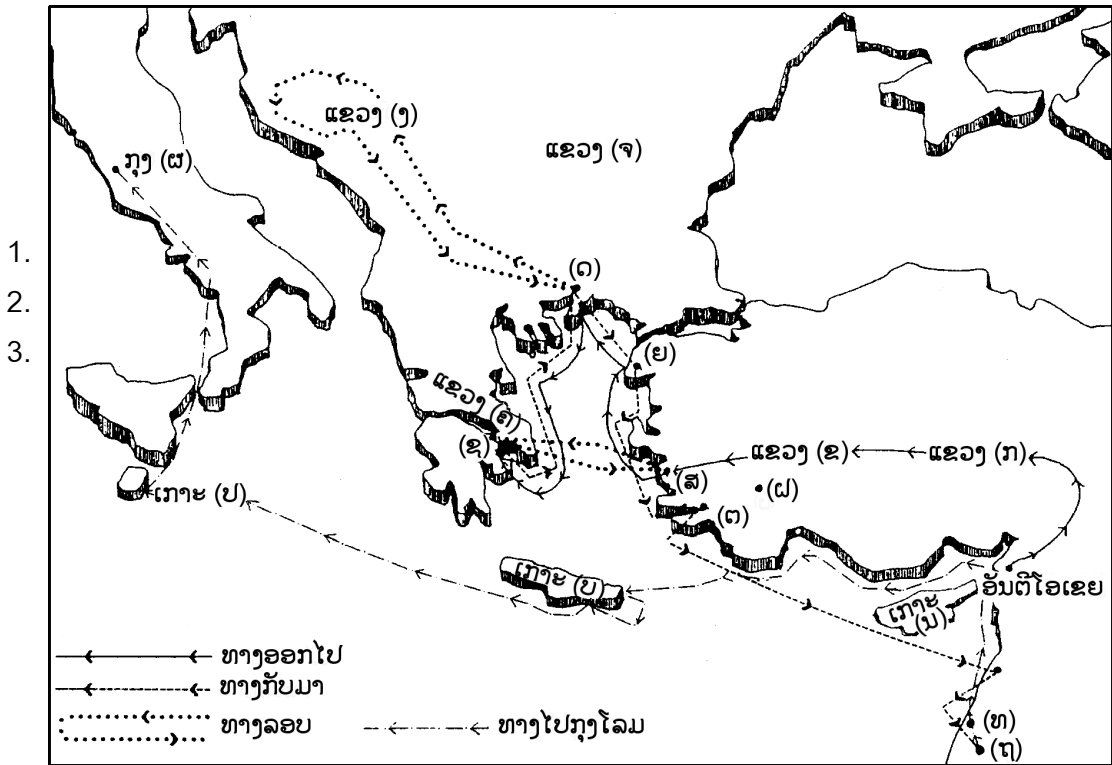 ແຂວງ (ງ)
ແຂວງ (ຈ)
ກຸງ (ຜ)
1.
2.
3.
(ດ)
(ຍ)
ແຂວງ (ຄ)
(ຊ)
ແຂວງ (ຂ)
ແຂວງ (ກ)
(ສ)
(ຝ)
(ຕ)
ເກາະ (ປ)
ເກາະ (ບ)
ອັນຕີໂອເຂຍ
ເກາະ
(ນ)
ທາງອອກໄປ
ທາງກັບມາ
ທາງລອບ
ທາງໄປກຸງໂລມ
(ທ)
(ຖ)